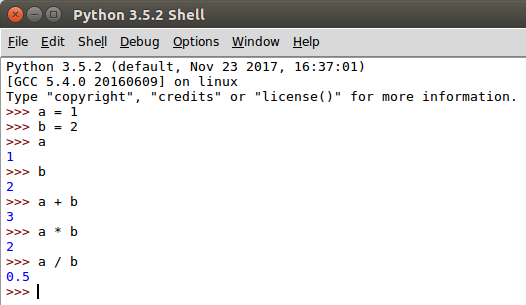 Python 3.5.2 Shell
File Edit Shell Debug Options Window Help
Python 3.5.2 (default, Nov 23 2017, 16:37:01)
[GCC 5.4.0 20160609] on linux
Type "copyright", "credits" or "license()" for more information.
>>> a = 1
>>> b = 2
>>> a
1
>>> b
2
>>> a + b
3
>>> a * b
2
>>> a / b
0.5
>>>